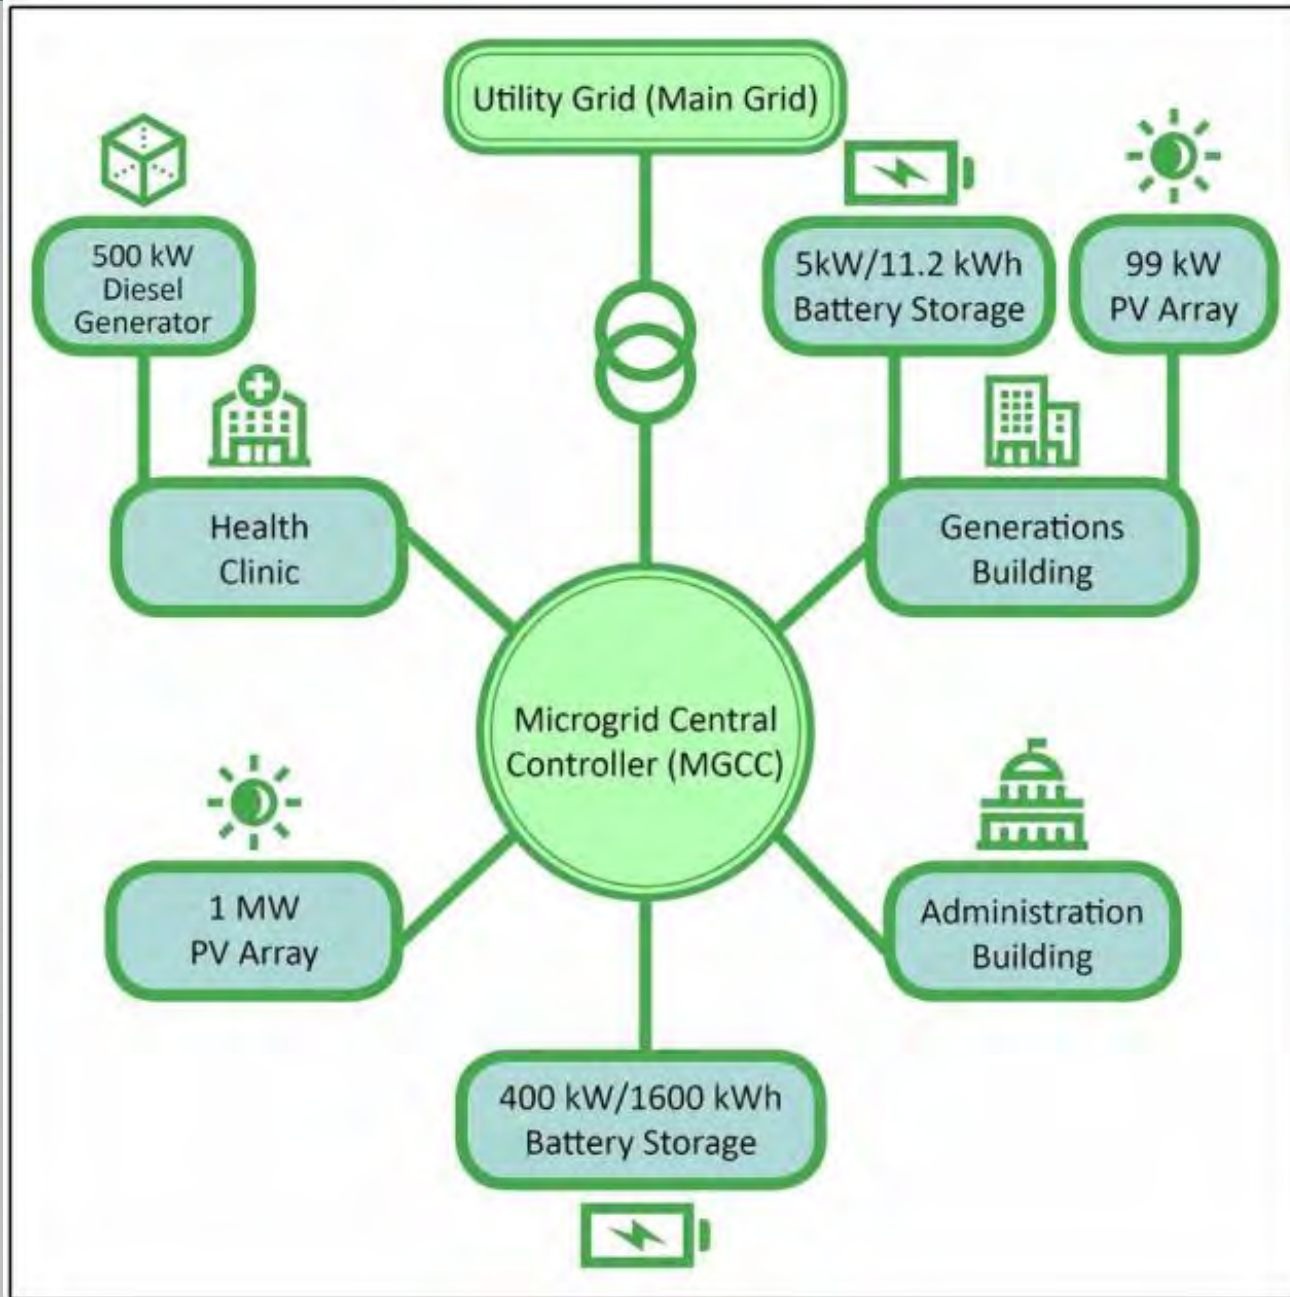 Utility Grid (Main Grid)
500 kW
Diesel
Generator
5kW/11.2 kWh
Battery Storage
99 kW
PV Array
Health
Clinic
Generations
Building
Microgrid Central
Controller (MGCC)
1 MW
PV Array
Administration
Building
400 kW/1600 kWh
Battery Storage